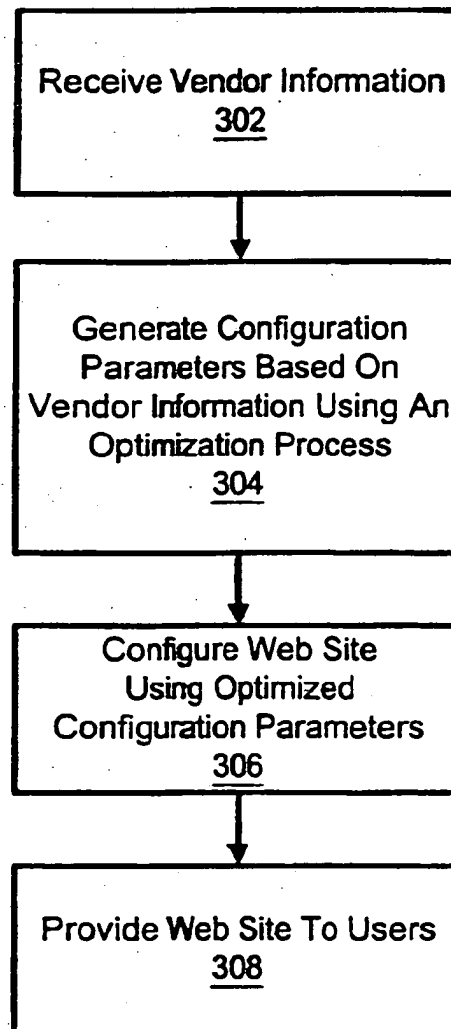 Receive Vendor Information
302
Generate Configuration
Parameters Based On
Vendor Information Using An
Optimization Process
304
Configure Web Site
Using Optimized
Configuration Parameters
306
Provide Web Site To Users
308